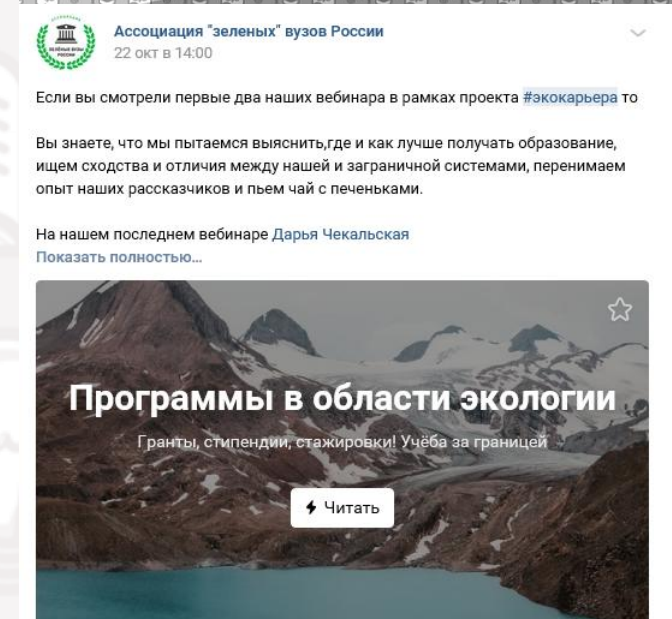 Ассоциация "зеленых" вузов России
22 окт в 14:00
Если вы смотрели первые два наших вебинара в рамках проекта #экокарьера то
Вы знаете, что мы пытаемся выяснить,где и как лучше получать образование,
ищем сходства и отличия между нашей и заграничной системами, перенимаем
опыт наших рассказчиков и пьем чай с печеньками.
На нашем последнем вебинаре Дарья Чекальская
Показать полностью...
Программы в области экологии
Гранты, стипендии, стажировки! Учёба за границей
Читать